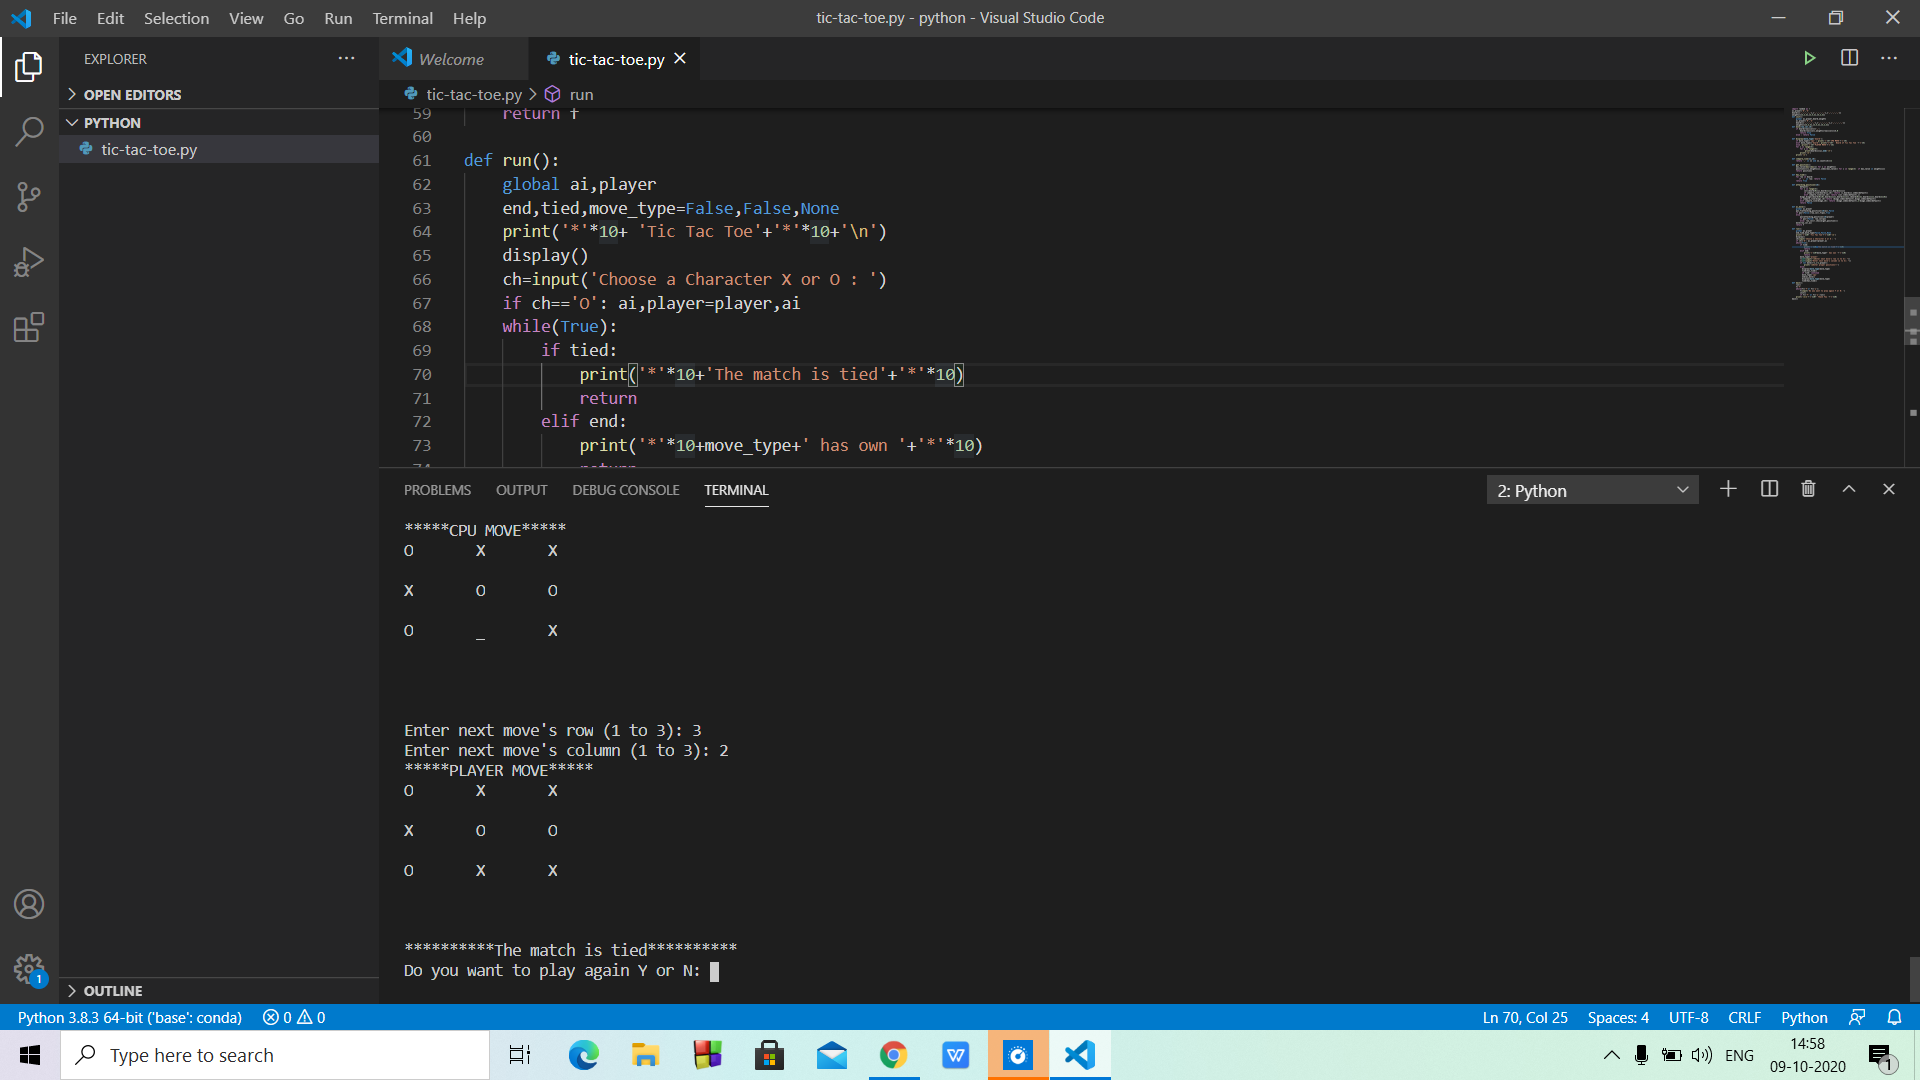 File Edit Selection View Go Run Terminal Help
tic-tac-toe.py - python - Visual Studio Code
EXPLORER
OPEN EDITORS
PYTHON
tic-tac-toe.py
OUTLINE
Welcome
tic-tac-toe.py
tic-tac-toe.py > run
59 return f
60
61 def run():
62 global ai,player
63 end,tied,move_type=False,False,None
64 print('*'*10+ 'Tic Tac Toe'+'*'*10+'\n')
65 display()
66 ch=input('Choose a Character X or O : ')
67 if ch=='O': ai,player=player,ai
68 while(True):
69 if tied:
70 print('*'*10+'The match is tied'+'*'*10)
71 return
72 elif end:
73 print('*'*10+move_type+' has own '+'*'*10)
74 return
PROBLEMS OUTPUT DEBUG CONSOLE TERMINAL
2: Python
*****CPU MOVE*****
O X X
X O O
O _ X
Enter next move's row (1 to 3): 3
Enter next move's column (1 to 3): 2
*****PLAYER MOVE*****
O X X
X O O
O X X
**********The match is tied**********
Do you want to play again Y or N:
1
Python 3.8.3 64-bit ('base': conda) 0 0
Ln 70, Col 25 Spaces: 4 UTF-8 CRLF Python
Type here to search
W
ENG
14:58
09-10-2020
1